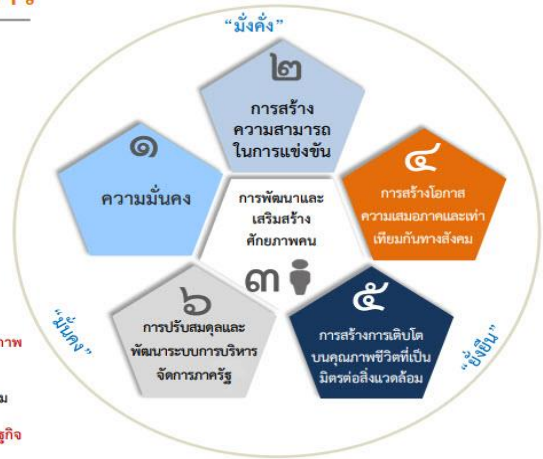 “มั่งคั่ง”
๒
การสร้าง
ความสามารถ
ในการแข่งขัน
๑
ความมั่นคง
๔
การสร้างโอกาส
ความเสมอภาคและเท่า
เทียมกันทางสังคม
การพัฒนาและ
เสริมสร้าง
ศักยภาพคน
๓
๖
การปรับสมดุลและ
พัฒนาระบบการบริหาร
จัดการภาครัฐ
๕
การสร้างการเติบโต
บนคุณภาพชีวิตที่เป็น
มิตรต่อสิ่งแวดล้อม
“มั่นคง”
“ยั่งยืน”